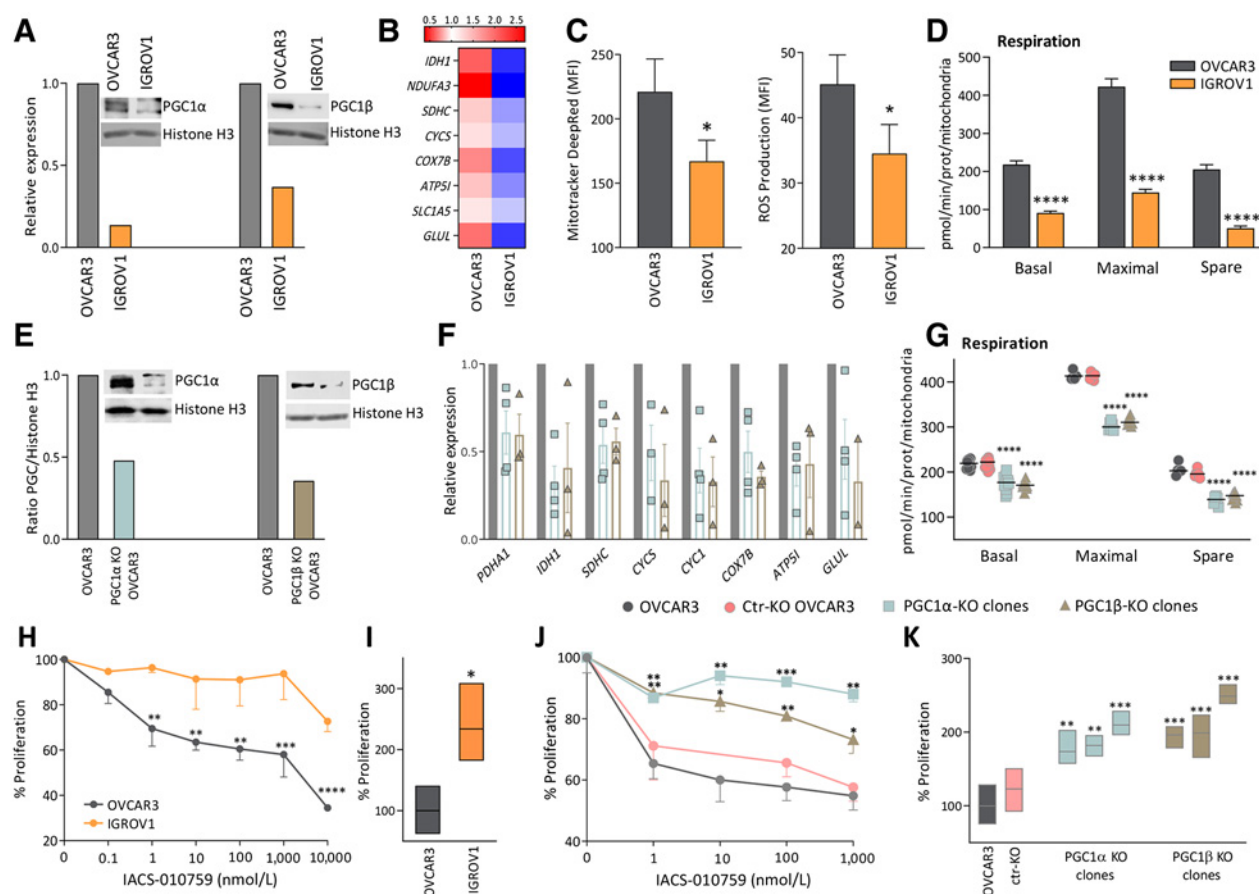 A
Relative expression
1.0
0.5
0.0
OVCAR3
IGROV1
PGC1α
Histone H3
OVCAR3
IGROV1
PGC1β
Histone H3
OVCAR3
IGROV1
OVCAR3
IGROV1
B
0.5 1.0 1.5 2.0 2.5
IDH1
NDUFA3
SDHC
CYCS
COX7B
ATP5I
SLC1A5
GLUL
OVCAR3
IGROV1
C
Mitotracker DeepRed (MFI)
250
200
150
100
*
OVCAR3
IGROV1
ROS Production (MFI)
50
40
30
20
*
OVCAR3
IGROV1
D
Respiration
OVCAR3
IGROV1
pmol/min/prot/mitochondria
500
400
300
200
100
0
****
****
****
Basal Maximal Spare
E
Ratio PGC/Histone H3
1.0
0.5
0.0
PGC1α
Histone H3
PGC1β
Histone H3
OVCAR3
PGC1α KO
OVCAR3
OVCAR3
PGC1β KO
OVCAR3
F
Relative expression
1.0
0.5
0.0
PDHA1
IDH1
SDHC
CYCS
CYC1
COX7B
ATP5I
GLUL
G
Respiration
pmol/min/prot/mitochondria
400
300
200
100
**** ****
**** ****
**** ****
Basal Maximal Spare
OVCAR3 Ctr-KO OVCAR3 PGC1α-KO clones PGC1β-KO clones
H
% Proliferation
100
80
60
40
20
** ** ** *** ****
OVCAR3
IGROV1
0 0.1 1 10 100 1,000 10,000
IACS-010759 (nmol/L)
I
% Proliferation
300
200
100
*
OVCAR3
IGROV1
J
% Proliferation
100
80
60
40
** ** *** **
** * ** *
0 1 10 100 1,000
IACS-010759 (nmol/L)
K
% Proliferation
300
200
100
** ** *** *** *** ***
OVCAR3
ctr-KO
PGC1α KO
clones
PGC1β KO
clones